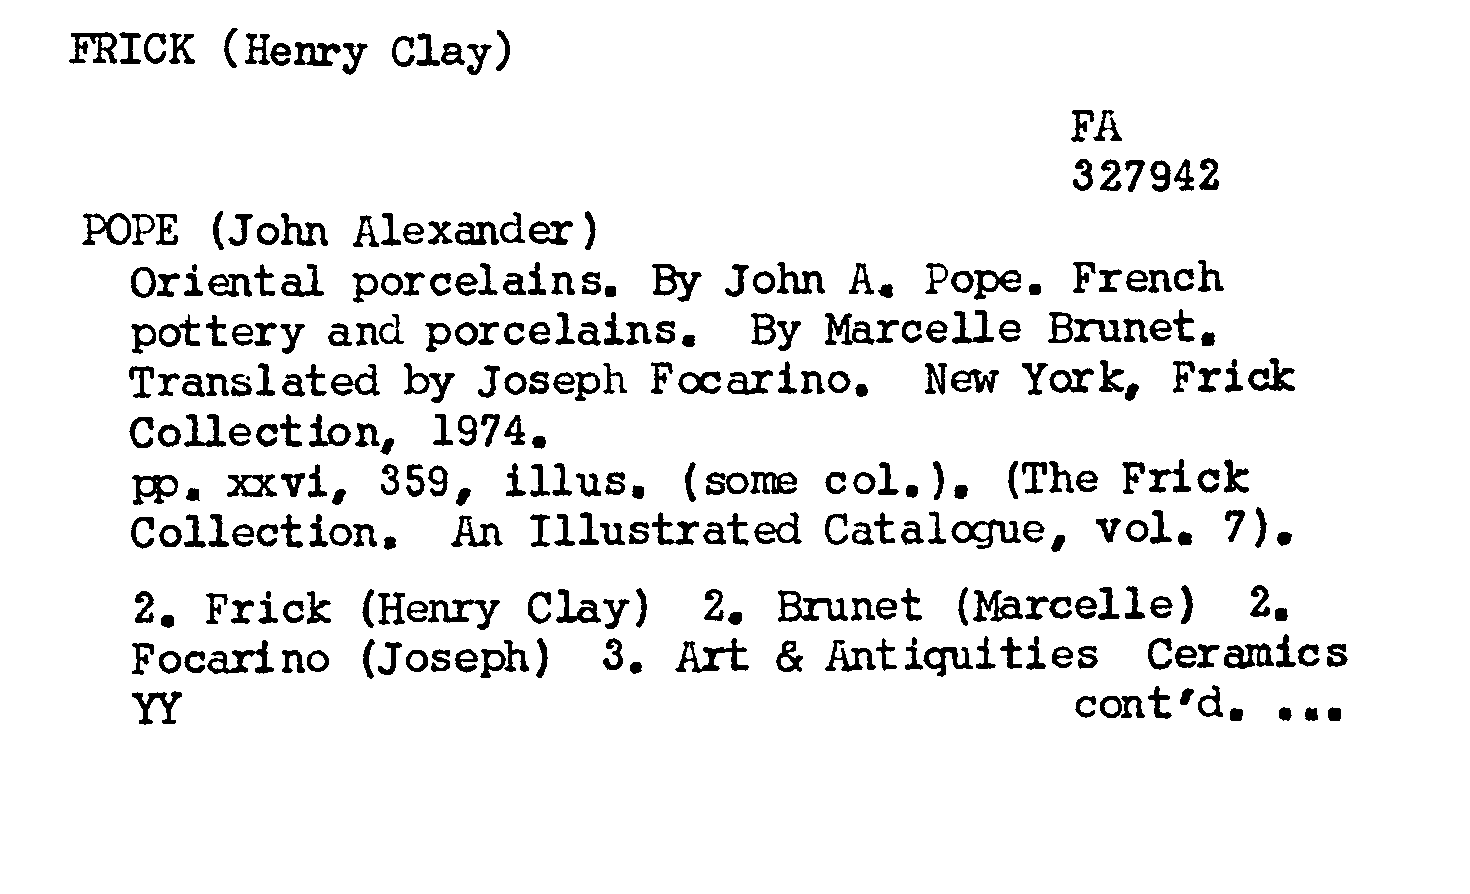 FRICK (Henry Clay)
FA
327942
POPE (John Alexander)
Oriental porcelains. By John A. Pope. French
pottery and porcelains. By Marcelle Brunet.
Translated by Joseph Focarino. New York, Frick
Collection, 1974.
pp. xxvi, 359, illus. (some col.). (The Frick
Collection. An Illustrated Catalogue, vol. 7).
2. Frick (Henry Clay) 2. Brunet (Marcelle) 2.
Focarino (Joseph) 3. Art & Antiquities Ceramics
YY cont'd. ...